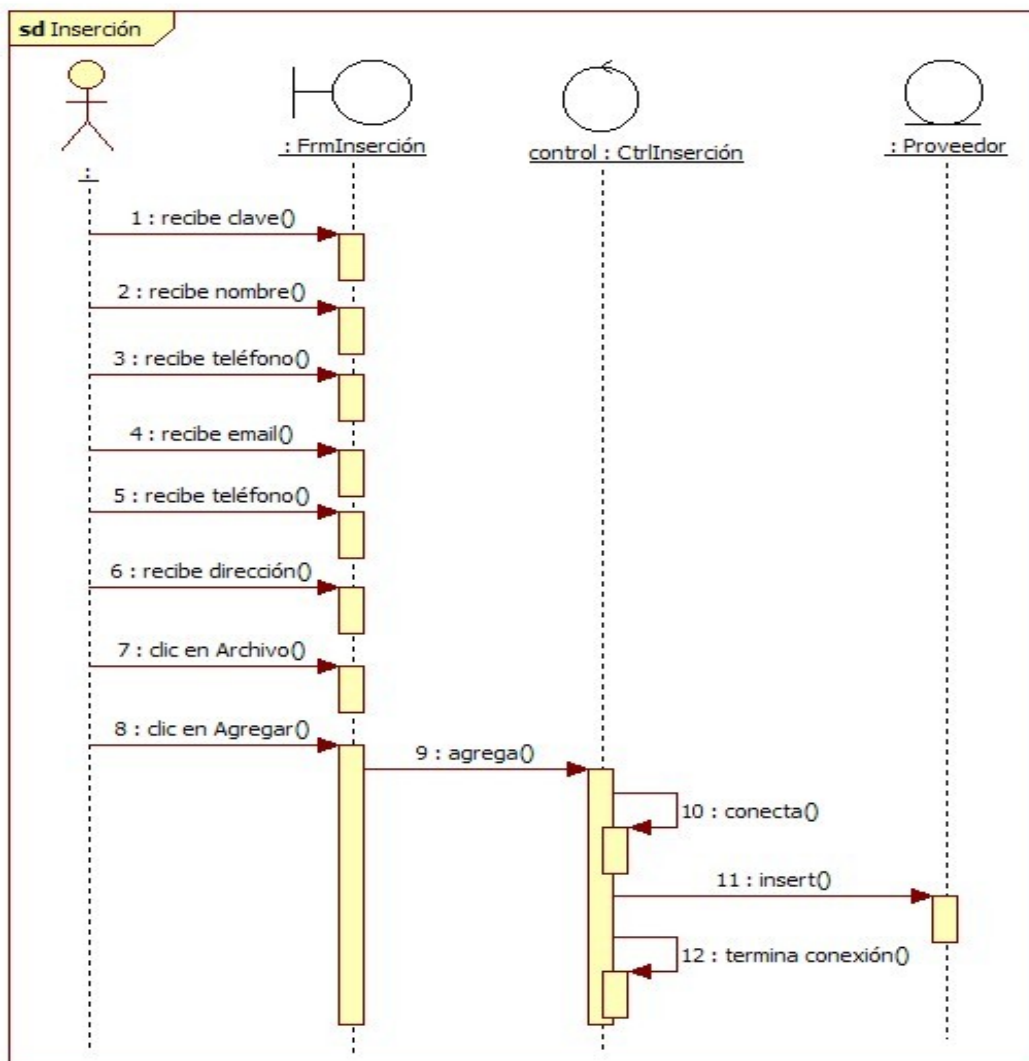 sd Inserción
:
: FrmInserción
control : CtrlInserción
: Proveedor
1 : recibe clave()
2 : recibe nombre()
3 : recibe teléfono()
4 : recibe email()
5 : recibe teléfono()
6 : recibe dirección()
7 : clic en Archivo()
8 : clic en Agregar()
9 : agrega()
10 : conecta()
11 : insert()
12 : termina conexión()